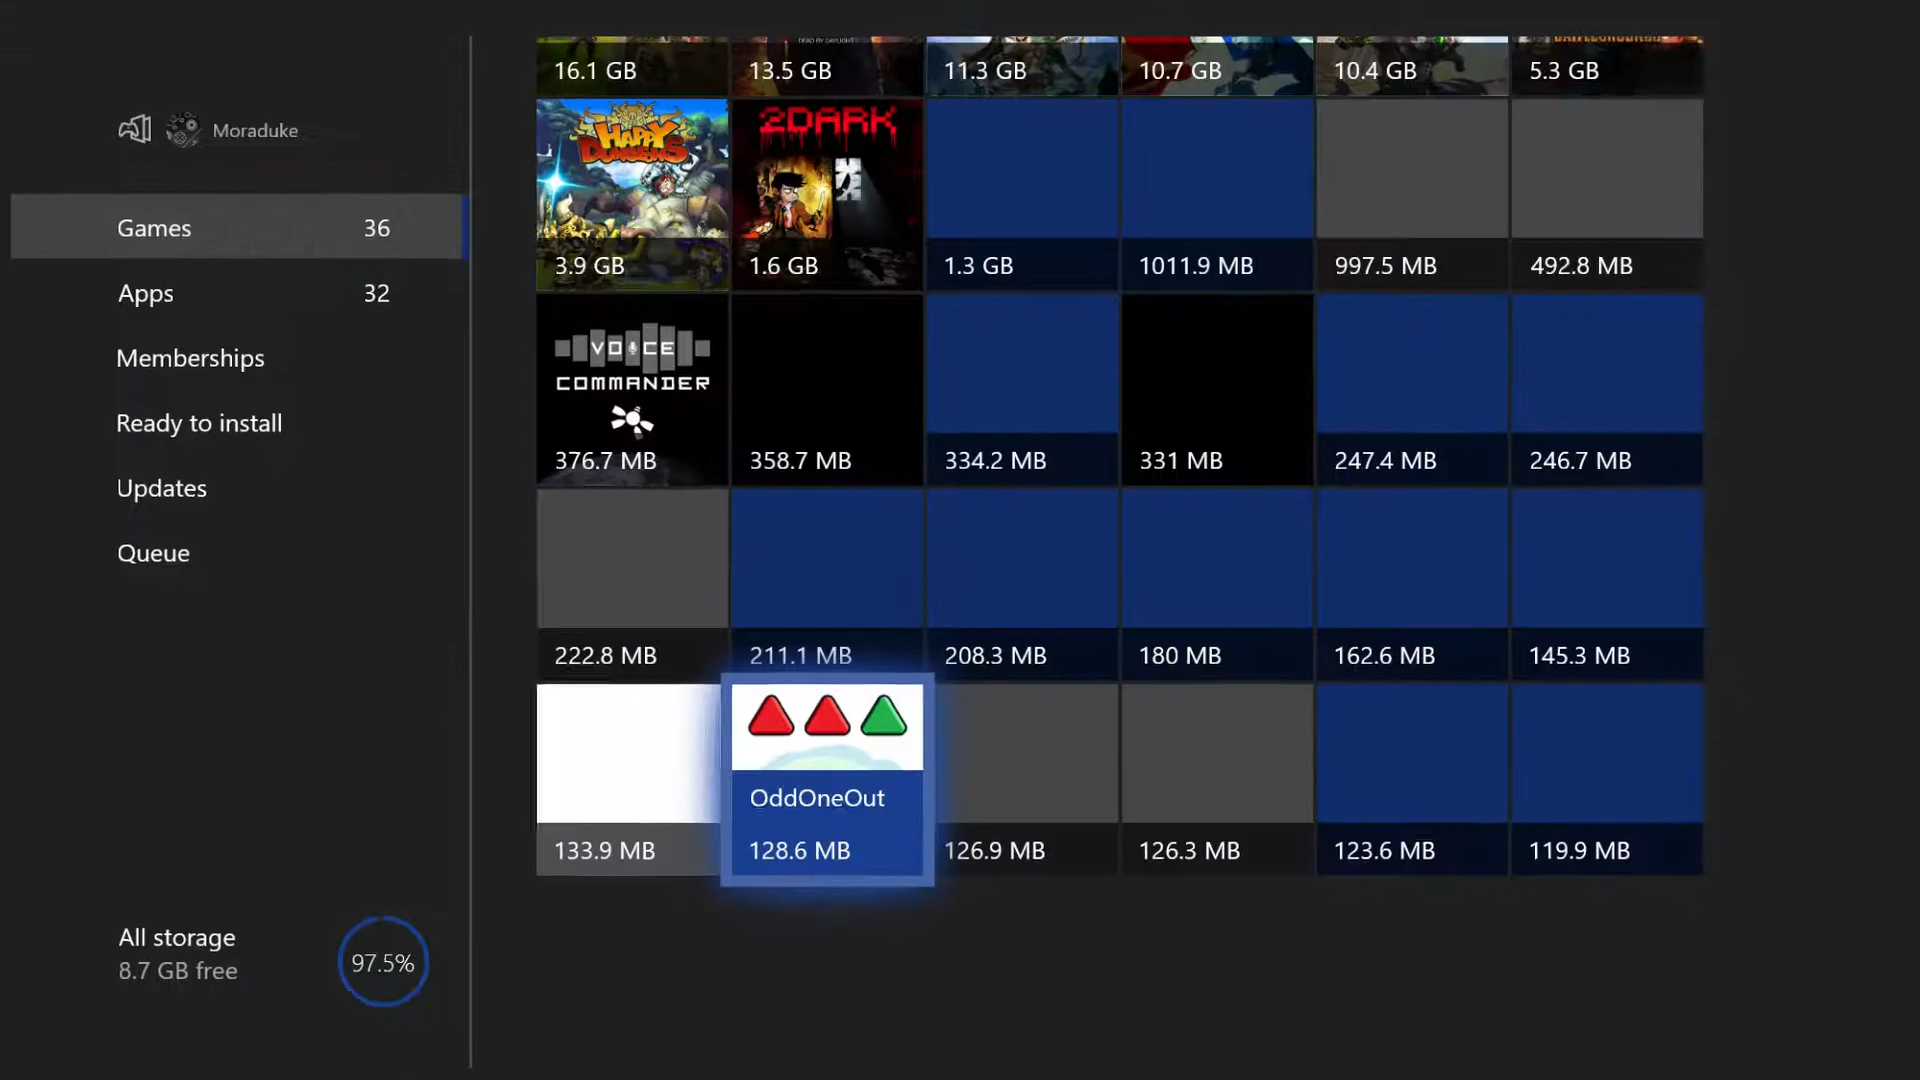 Moraduke
Games 36
Apps 32
Memberships
Ready to install
Updates
Queue
All storage
8.7 GB free
97.5%
DEAD BY DAYLIGHT
16.1 GB
13.5 GB
11.3 GB
10.7 GB
10.4 GB
5.3 GB
HAPPY
DUNGEONS
2DARK
3.9 GB
1.6 GB
1.3 GB
1011.9 MB
997.5 MB
492.8 MB
VOICE
COMMANDER
376.7 MB
358.7 MB
334.2 MB
331 MB
247.4 MB
246.7 MB
222.8 MB
211.1 MB
208.3 MB
180 MB
162.6 MB
145.3 MB
OddOneOut
133.9 MB
128.6 MB
126.9 MB
126.3 MB
123.6 MB
119.9 MB